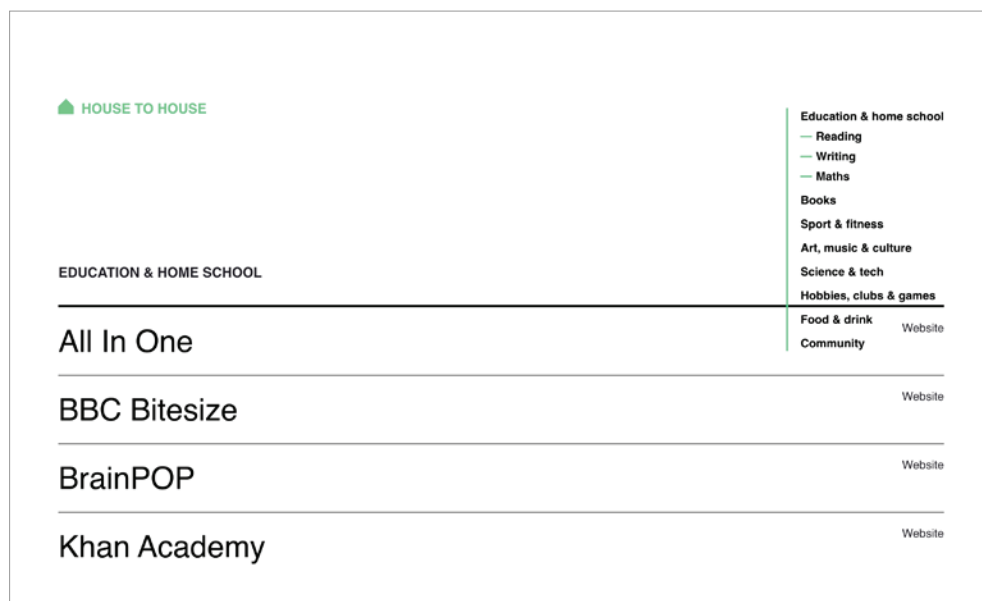 HOUSE TO HOUSE
Education & home school
— Reading
— Writing
— Maths
Books
Sport & fitness
Art, music & culture
Science & tech
Hobbies, clubs & games
Food & drink
Community
EDUCATION & HOME SCHOOL
All In One
Website
BBC Bitesize
Website
BrainPOP
Website
Khan Academy
Website